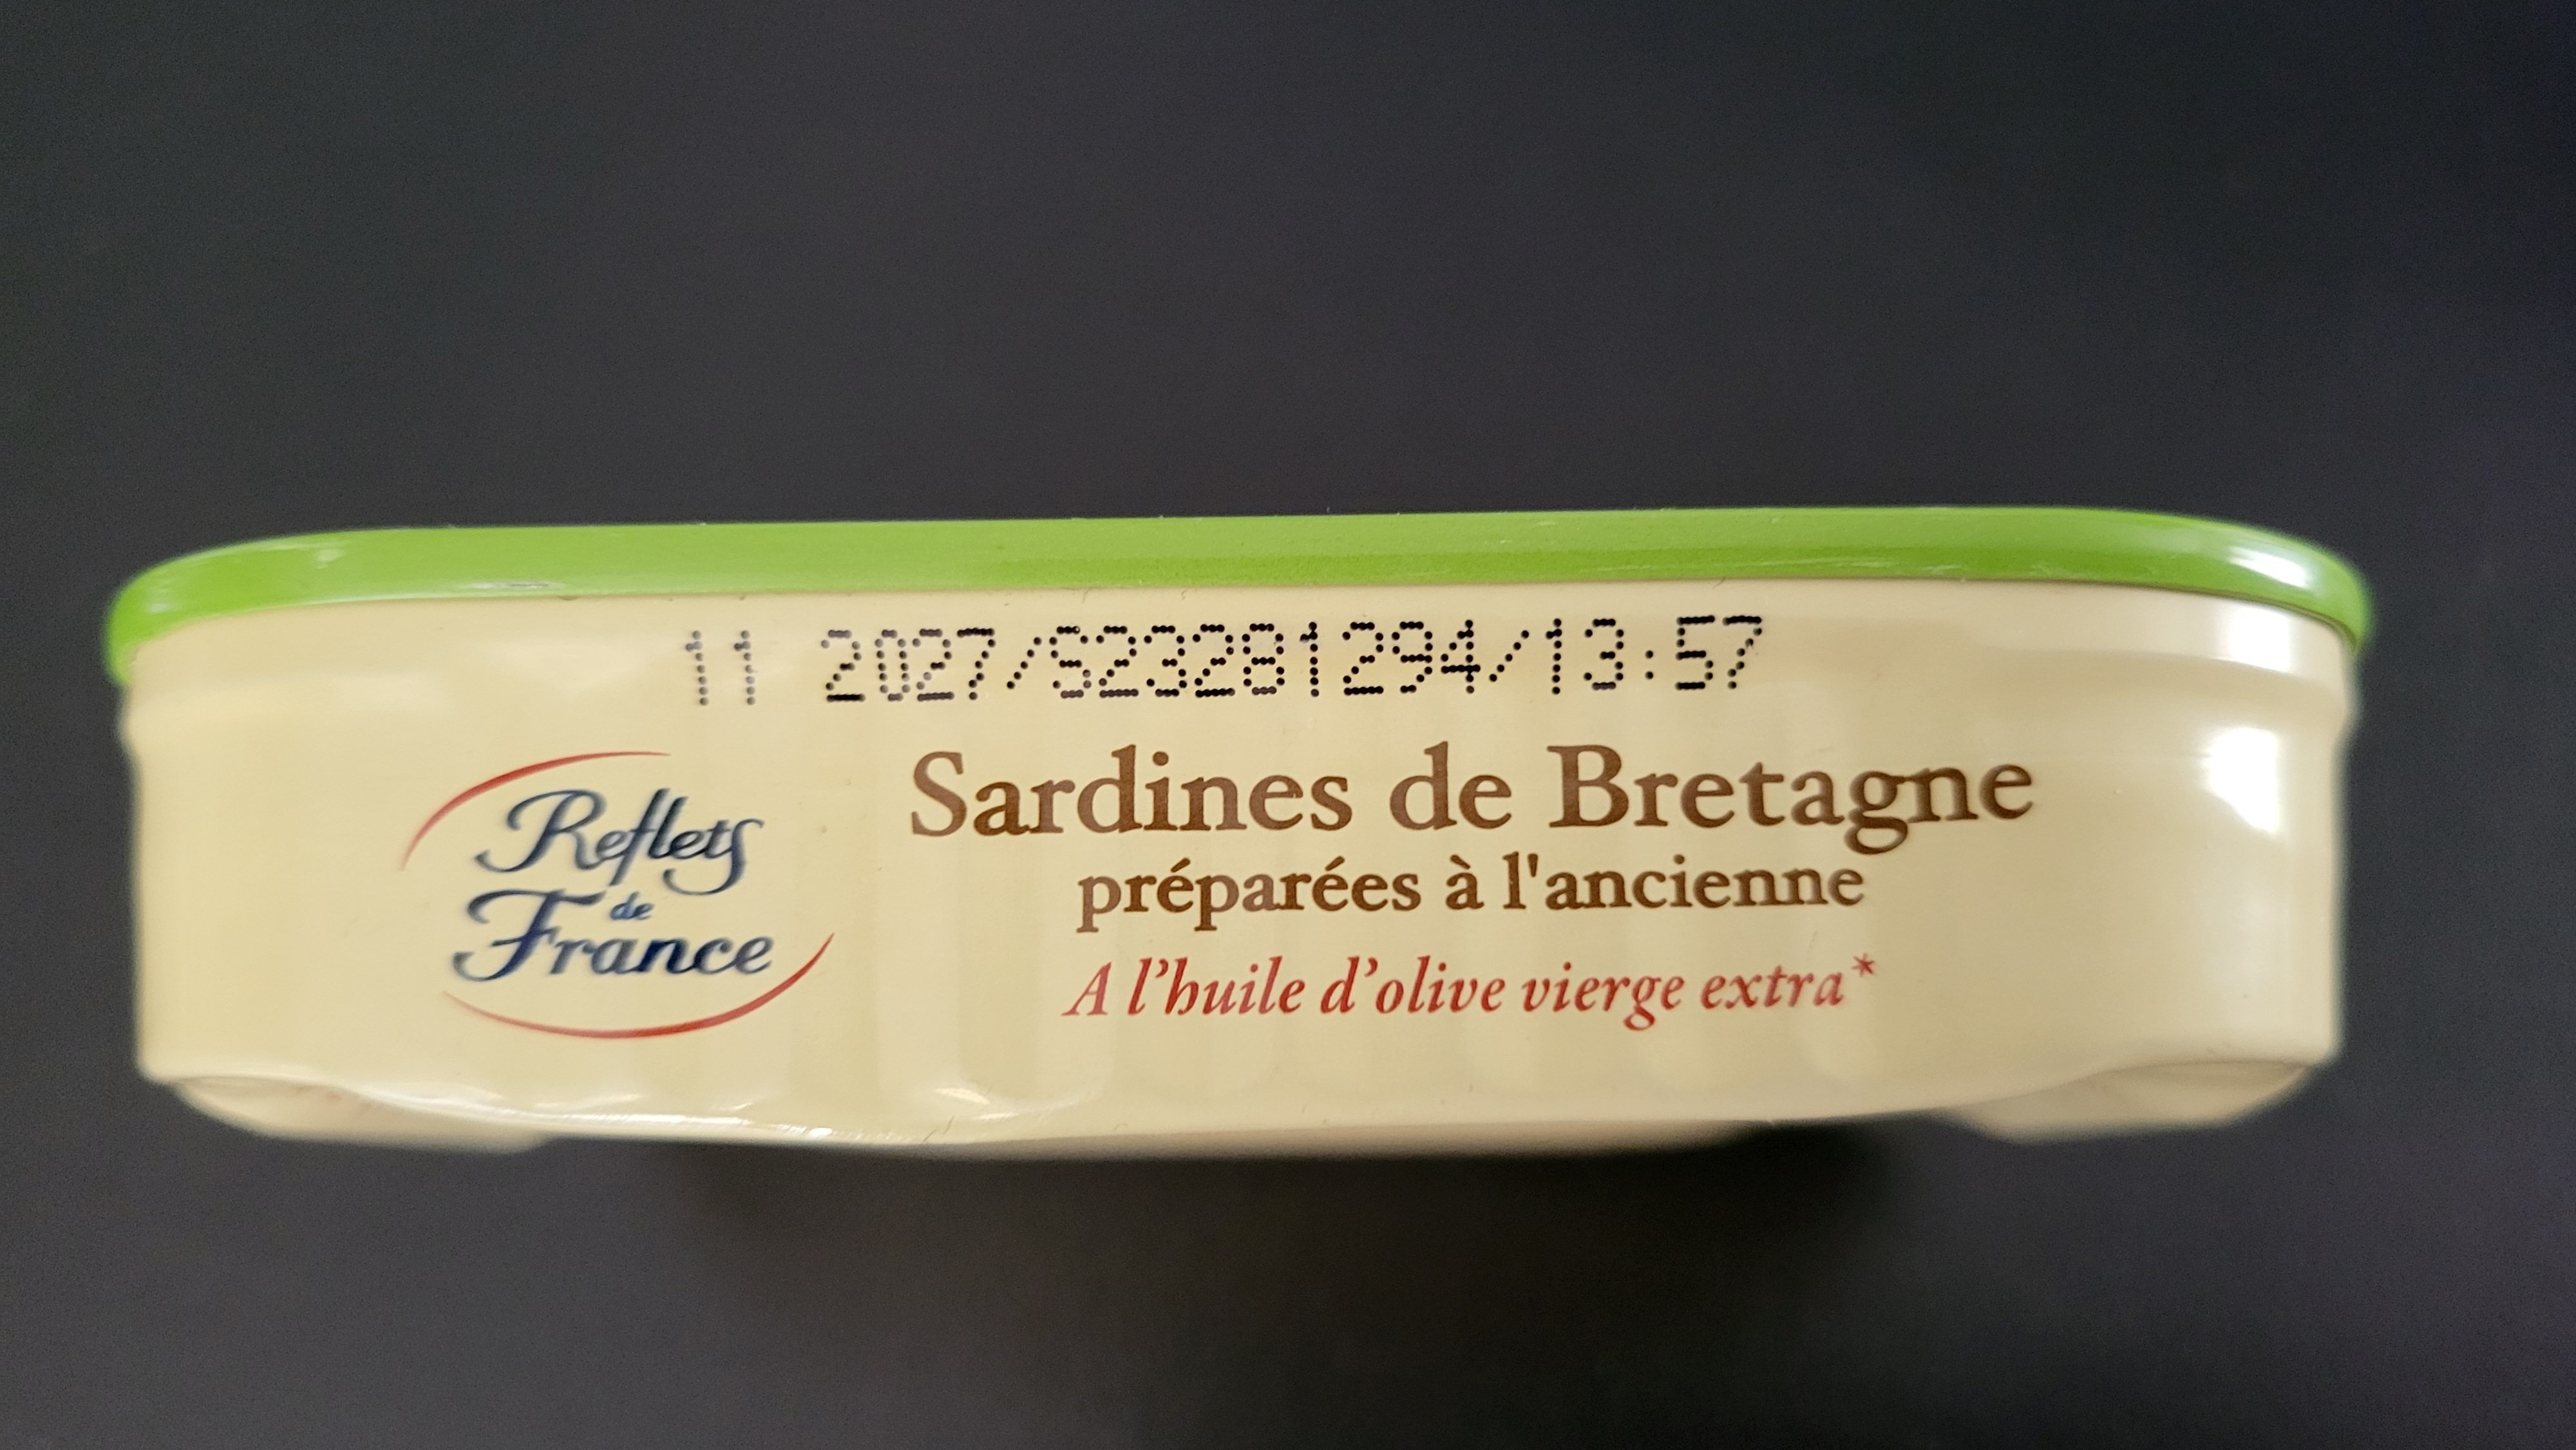 11 2027/S23281294/13:57
Reflets
de
France
Sardines de Bretagne
préparées à l'ancienne
A l'huile d'olive vierge extra*